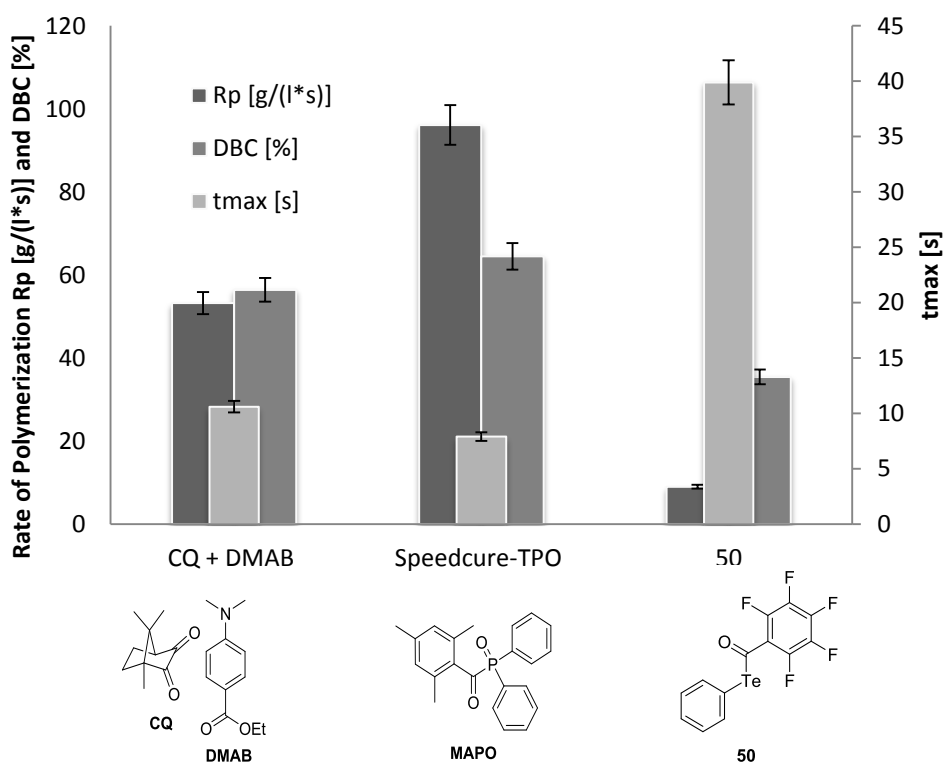 Rate of Polymerization Rp [g/(l*s)] and DBC [%]
120
100
80
60
40
20
0
Rp [g/(l*s)]
DBC [%]
tmax [s]
45
40
35
30
25
20
15
10
5
0
tmax [s]
CQ + DMAB
Speedcure-TPO
50
O
O
CQ
N
O
OEt
DMAB
O
P
O
MAPO
F
F
F
F
F
O
Te
50